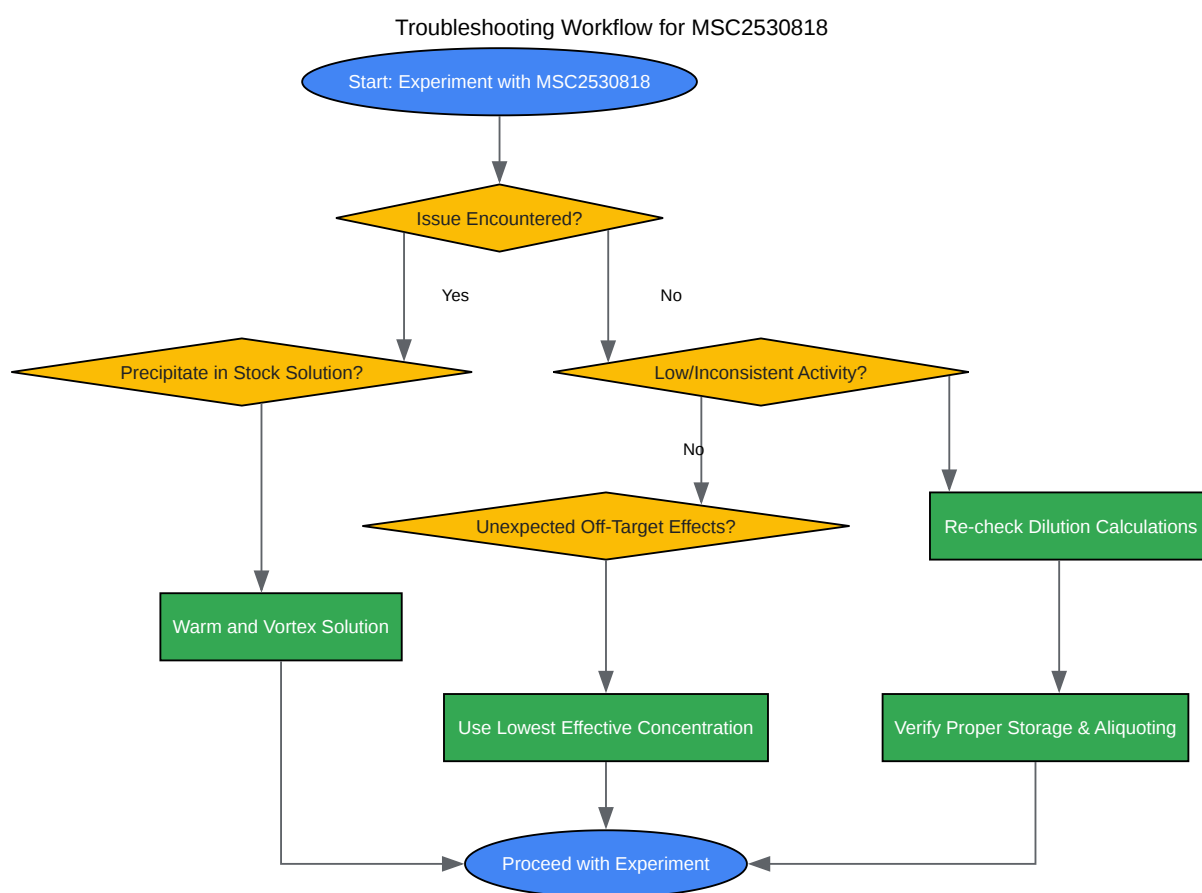 Troubleshooting Workflow for MSC2530818
Start: Experiment with MSC2530818
Issue Encountered?
Yes
No
Precipitate in Stock Solution?
Low/Inconsistent Activity?
No
Unexpected Off-Target Effects?
Re-check Dilution Calculations
Warm and Vortex Solution
Use Lowest Effective Concentration
Verify Proper Storage & Aliquoting
Proceed with Experiment